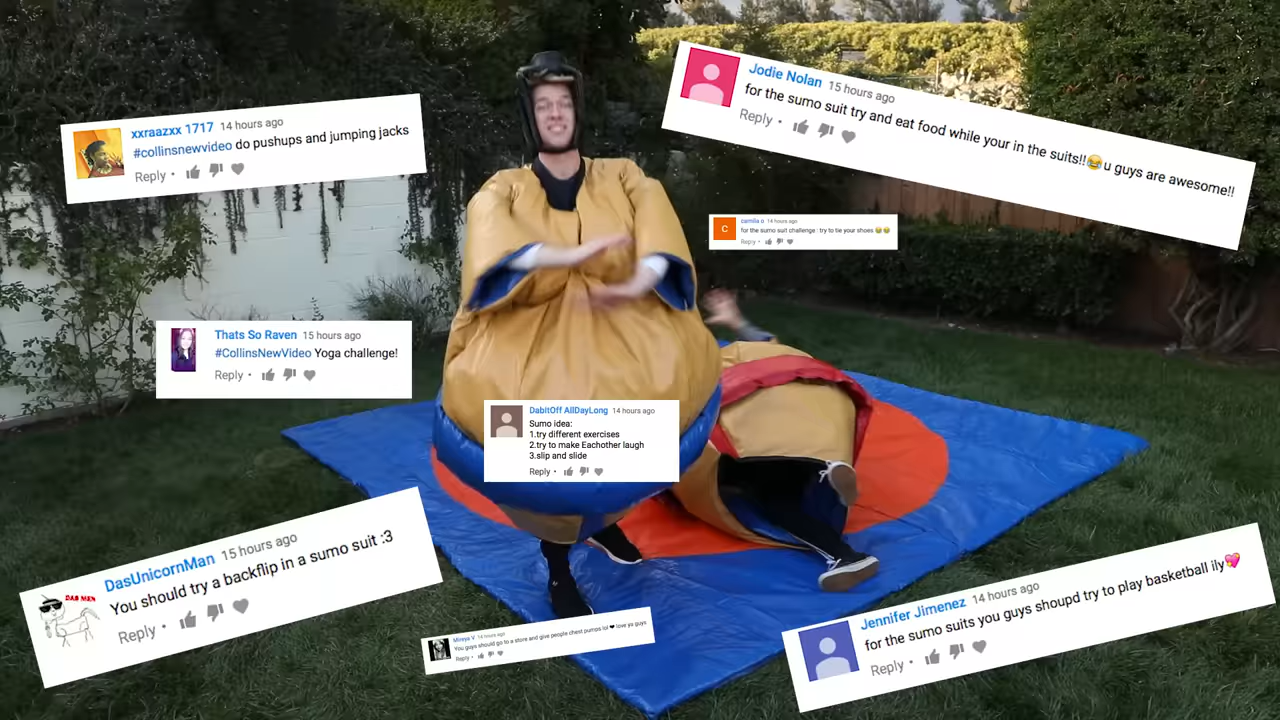 xxraazxx 1717 14 hours ago
#collinsnewvideo do pushups and jumping jacks
Reply
Jodie Nolan 15 hours ago
for the sumo suit try and eat food while your in the suits!!😂u guys are awesome!!
Reply
C
camila o 14 hours ago
for the sumo suit challenge : try to tie your shoes 😂😂
Reply
Thats So Raven 15 hours ago
#CollinsNewVideo Yoga challenge!
Reply
DabItOff AllDayLong 14 hours ago
Sumo idea:
1.try different exercises
2.try to make Eachother laugh
3.slip and slide
Reply
DAS MEN
DasUnicornMan 15 hours ago
You should try a backflip in a sumo suit :3
Reply
Mireya V 14 hours ago
You guys should go to a store and give people chest pumps lol ❤ love ya guys
Reply
Jennifer Jimenez 14 hours ago
for the sumo suits you guys shoupd try to play basketball ily💖
Reply